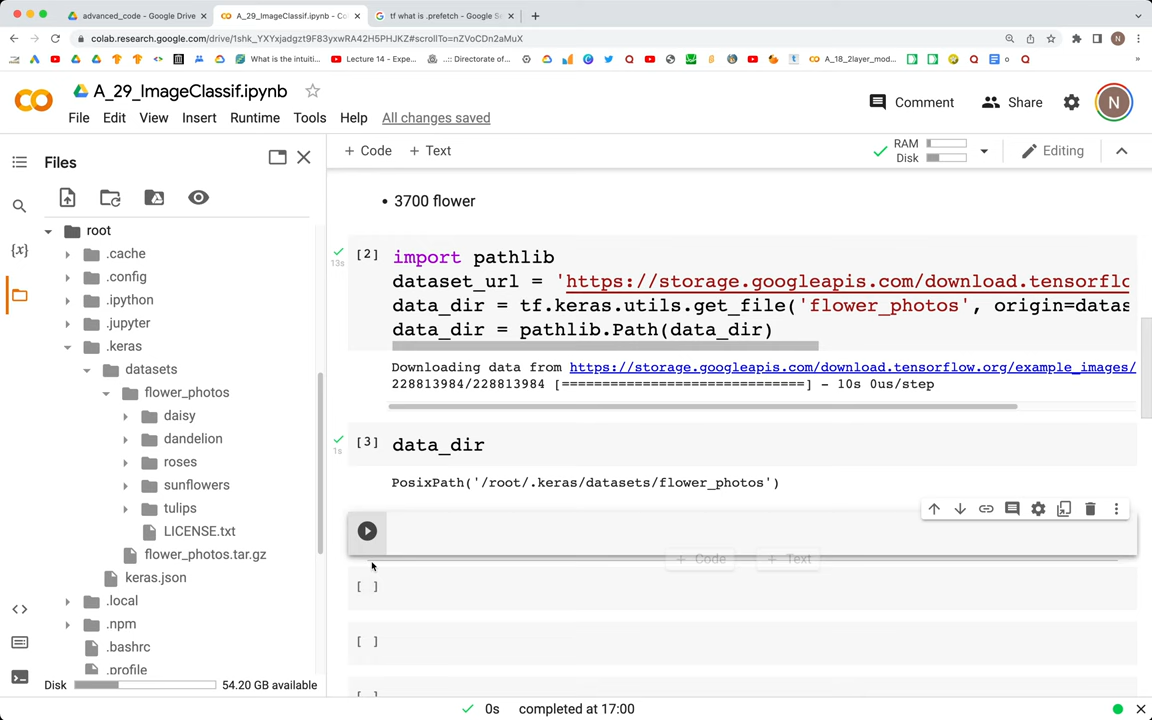 advanced_code - Google Drive
A_29_ImageClassif.ipynb - Co
tf what is .prefetch - Google Se
colab.research.google.com/drive/1shk_YXYxjadgzt9F83yxwRA42H5PHJKZ#scrollTo=nZVoCDn2aMuX
N
What is the intuiti...
Lecture 14 - Expe...
..:: Directorate of...
A_18_2layer_mod...
A_29_ImageClassif.ipynb
File Edit View Insert Runtime Tools Help All changes saved
Comment
Share
N
Files
+ Code + Text
RAM
Disk
Editing
root
.cache
.config
.ipython
.jupyter
.keras
datasets
flower_photos
daisy
dandelion
roses
sunflowers
tulips
LICENSE.txt
flower_photos.tar.gz
keras.json
.local
.npm
.bashrc
.profile
Disk 54.20 GB available
• 3700 flower
[2] import pathlib
13s
dataset_url = 'https://storage.googleapis.com/download.tensorflo
data_dir = tf.keras.utils.get_file('flower_photos', origin=datas
data_dir = pathlib.Path(data_dir)
Downloading data from https://storage.googleapis.com/download.tensorflow.org/example_images/
228813984/228813984 [==============================] - 10s 0us/step
[3] data_dir
1s
PosixPath('/root/.keras/datasets/flower_photos')
+ Code + Text
[ ]
[ ]
[ ]
0s completed at 17:00